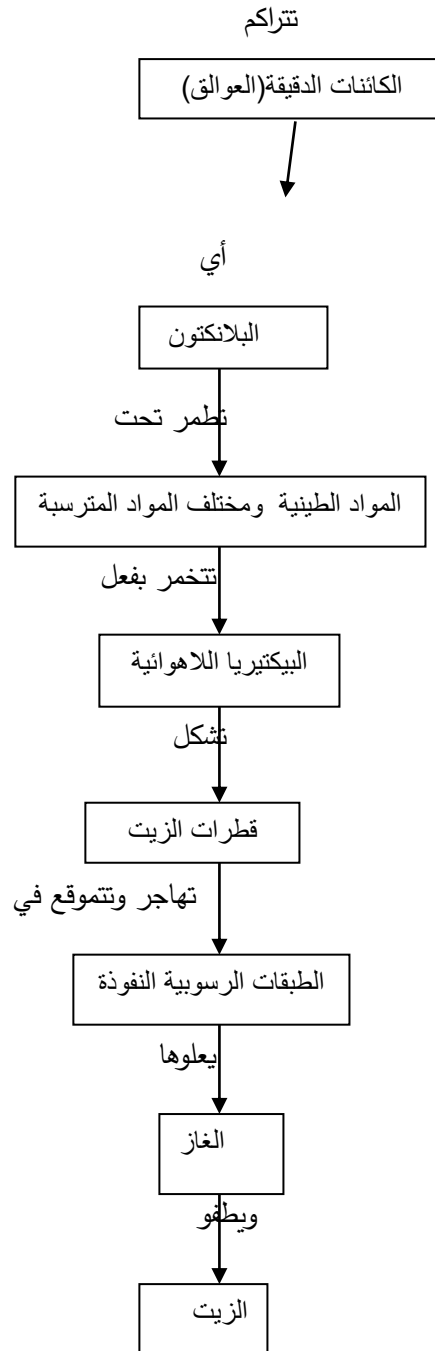 تتراكم
الكائنات الدقيقة(العوالق)
أي
البلانكتون
تطمر تحت
المواد الطينية ومختلف المواد المترسبة
تتخمر بفعل
البيكتيريا اللاهوائية
تشكل
قطرات الزيت
تهاجر وتتموقع في
الطبقات الرسوبية النفوذة
يعلوها
الغاز
ويطفو
الزيت